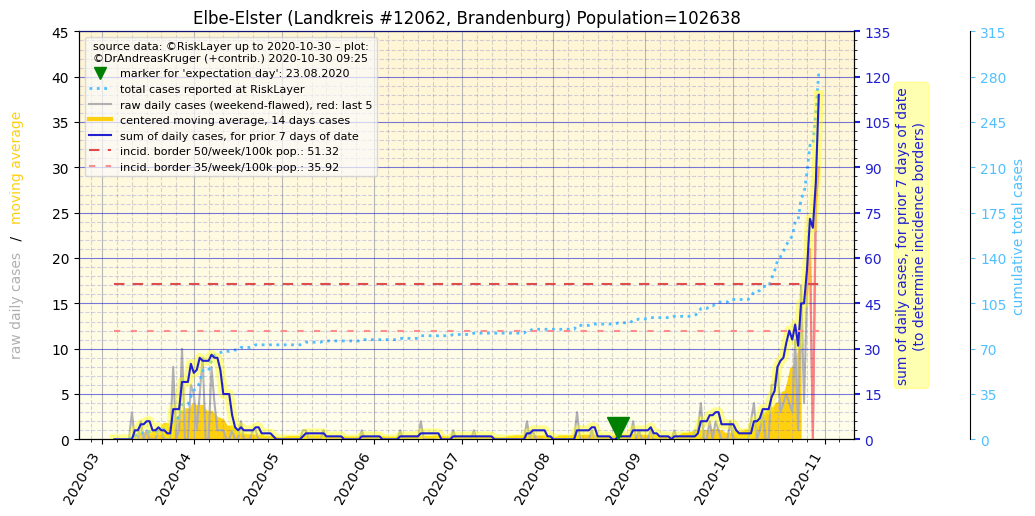 Elbe-Elster (Landkreis #12062, Brandenburg) Population=102638
source data: ©RiskLayer up to 2020-10-30 – plot:
©DrAndreasKruger (+contrib.) 2020-10-30 09:25
marker for 'expectation day': 23.08.2020
total cases reported at RiskLayer
raw daily cases (weekend-flawed), red: last 5
centered moving average, 14 days cases
sum of daily cases, for prior 7 days of date
incid. border 50/week/100k pop.: 51.32
incid. border 35/week/100k pop.: 35.92
raw daily cases / moving average
45
40
35
30
25
20
15
10
5
0
2020-03
2020-04
2020-05
2020-06
2020-07
2020-08
2020-09
2020-10
2020-11
135
120
105
90
75
60
45
30
15
0
sum of daily cases, for prior 7 days of date
(to determine incidence borders)
315
280
245
210
175
140
105
70
35
0
cumulative total cases